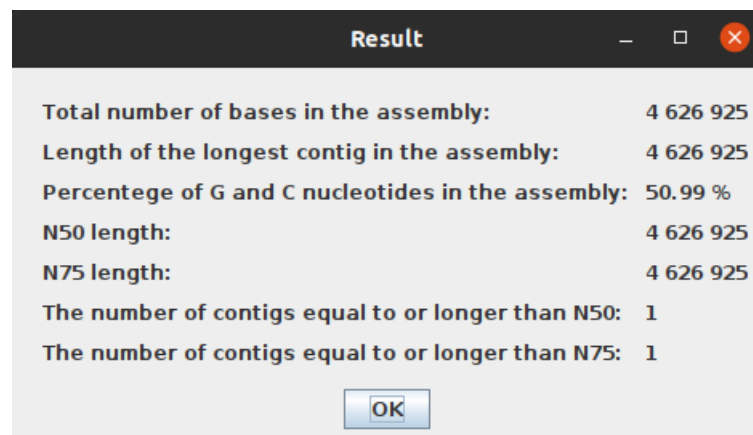 Result
Total number of bases in the assembly: 4 626 925
Length of the longest contig in the assembly: 4 626 925
Percentege of G and C nucleotides in the assembly: 50.99 %
N50 length: 4 626 925
N75 length: 4 626 925
The number of contigs equal to or longer than N50: 1
The number of contigs equal to or longer than N75: 1
OK